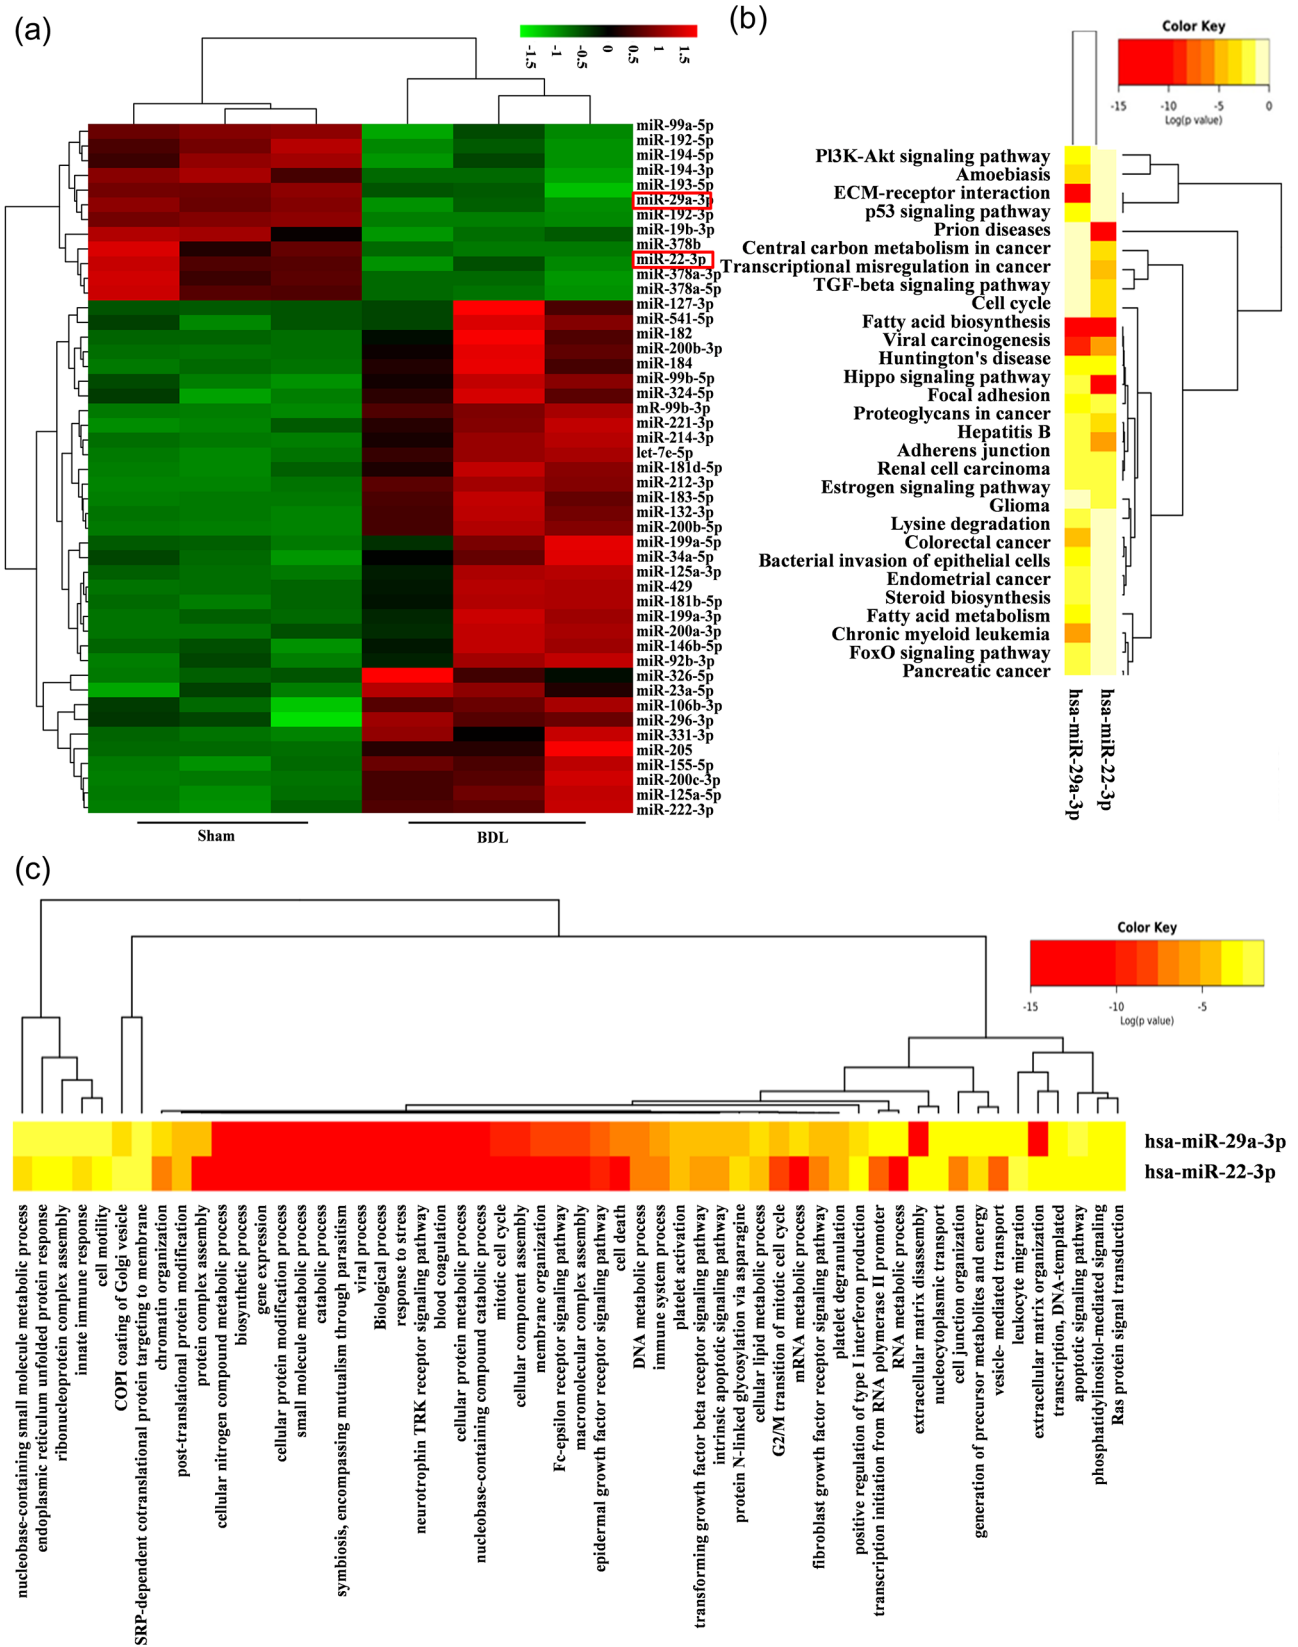 (a)
-1.5
-1
-0.5
0
0.5
1
1.5
miR-99a-5p
miR-192-5p
miR-194-5p
miR-194-3p
miR-193-5p
miR-29a-3p
miR-192-3p
miR-19b-3p
miR-378b
miR-22-3p
miR-378a-3p
miR-378a-5p
miR-127-3p
miR-541-5p
miR-182
miR-200b-3p
miR-184
miR-99b-5p
miR-324-5p
mR-99b-3p
miR-221-3p
miR-214-3p
let-7e-5p
miR-181d-5p
miR-212-3p
miR-183-5p
miR-132-3p
miR-200b-5p
miR-199a-5p
miR-34a-5p
miR-125a-3p
miR-429
miR-181b-5p
miR-199a-3p
miR-200a-3p
miR-146b-5p
miR-92b-3p
miR-326-5p
miR-23a-5p
miR-106b-3p
miR-296-3p
miR-331-3p
miR-205
miR-155-5p
miR-200c-3p
miR-125a-5p
miR-222-3p
Sham
BDL
(b)
Color Key
-15
-10
-5
0
Log(p value)
Pl3K-Akt signaling pathway
Amoebiasis
ECM-receptor interaction
p53 signaling pathway
Prion diseases
Central carbon metabolism in cancer
Transcriptional misregulation in cancer
TGF-beta signaling pathway
Cell cycle
Fatty acid biosynthesis
Viral carcinogenesis
Huntington's disease
Hippo signaling pathway
Focal adhesion
Proteoglycans in cancer
Hepatitis B
Adherens junction
Renal cell carcinoma
Estrogen signaling pathway
Glioma
Lysine degradation
Colorectal cancer
Bacterial invasion of epithelial cells
Endometrial cancer
Steroid biosynthesis
Fatty acid metabolism
Chronic myeloid leukemia
FoxO signaling pathway
Pancreatic cancer
hsa-miR-29a-3p
hsa-miR-22-3p
(c)
Color Key
-15
-10
-5
Log(p value)
hsa-miR-29a-3p
hsa-miR-22-3p
nucleobase-containing small molecule metabolic process
endoplasmic reticulum unfolded protein response
ribonucleoprotein complex assembly
innate immune response
cell motility
COPI coating of Golgi vesicle
SRP-dependent cotranslational protein targeting to membrane
chromatin organization
post-translational protein modification
protein complex assembly
cellular nitrogen compound metabolic process
biosynthetic process
gene expression
cellular protein modification process
small molecule metabolic process
catabolic process
symbiosis, encompassing mutualism through parasitism
viral process
Biological process
response to stress
neurotrophin TRK receptor signaling pathway
blood coagulation
cellular protein metabolic process
nucleobase-containing compound catabolic process
mitotic cell cycle
cellular component assembly
membrane organization
Fc-epsilon receptor signaling pathway
macromolecular complex assembly
epidermal growth factor receptor signaling pathway
cell death
DNA metabolic process
immune system process
platelet activation
transforming growth factor beta receptor signaling pathway
intrinsic apoptotic signaling pathway
protein N-linked glycosylation via asparagine
cellular lipid metabolic process
G2/M transition of mitotic cell cycle
mRNA metabolic process
fibroblast growth factor receptor signaling pathway
platelet degranulation
positive regulation of type I interferon production
transcription initiation from RNA polymerase II promoter
RNA metabolic process
extracellular matrix disassembly
nucleocytoplasmic transport
cell junction organization
generation of precursor metabolites and energy
vesicle- mediated transport
leukocyte migration
extracellular matrix organization
transcription, DNA-templated
apoptotic signaling pathway
phosphatidylinositol-mediated signaling
Ras protein signal transduction